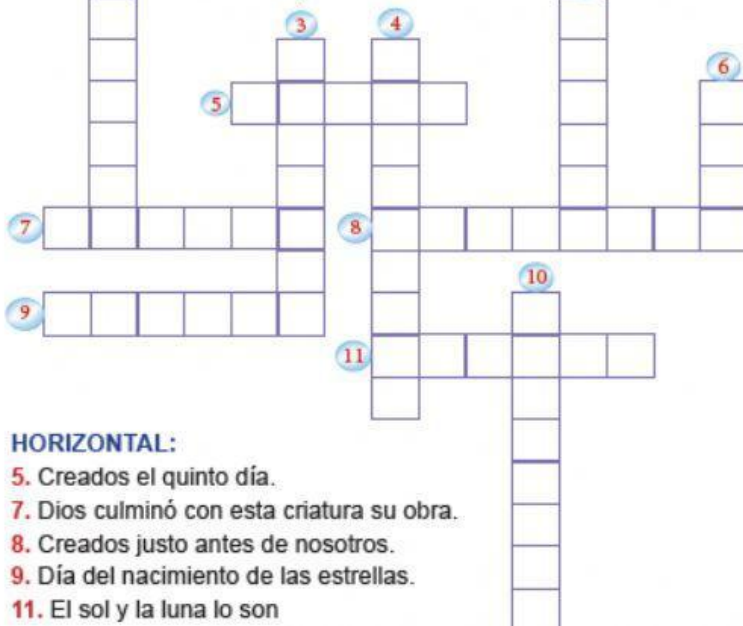 3
4
6
5
7
8
10
9
11
HORIZONTAL:
5. Creados el quinto día.
7. Dios culminó con esta criatura su obra.
8. Creados justo antes de nosotros.
9. Día del nacimiento de las estrellas.
11. El sol y la luna lo son